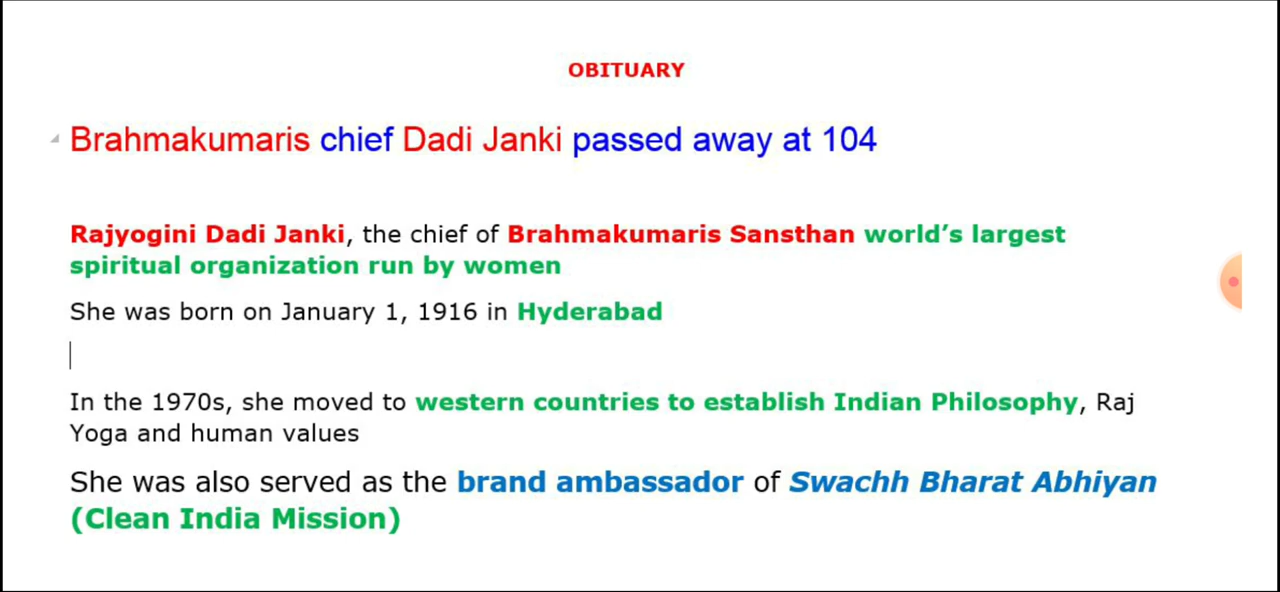 OBITUARY
Brahmakumaris chief Dadi Janki passed away at 104
Rajyogini Dadi Janki, the chief of Brahmakumaris Sansthan world’s largest
spiritual organization run by women
She was born on January 1, 1916 in Hyderabad
In the 1970s, she moved to western countries to establish Indian Philosophy, Raj
Yoga and human values
She was also served as the brand ambassador of Swachh Bharat Abhiyan
(Clean India Mission)